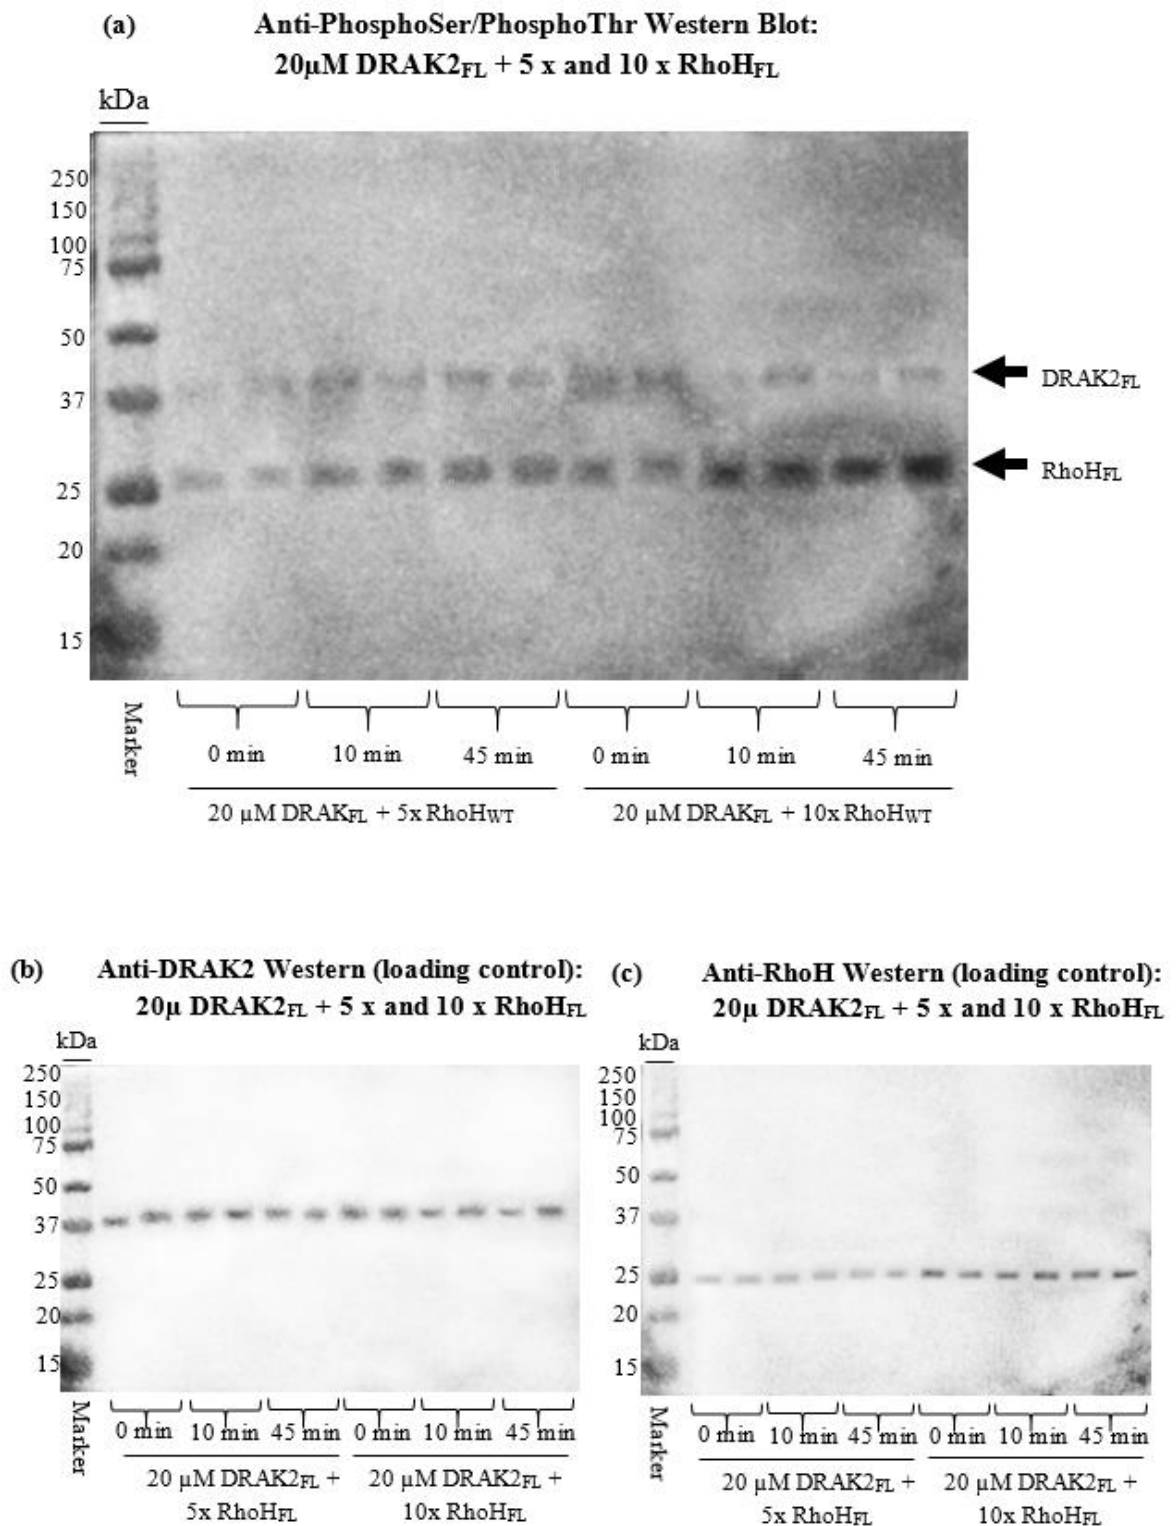 (a) Anti-PhosphoSer/PhosphoThr Western Blot:
20µM DRAK2FL + 5 x and 10 x RhoHFL
kDa
250
150
100
75
50
37
25
20
15
DRAK2FL
RhoHFL
Marker
0 min 10 min 45 min 0 min 10 min 45 min
20 µM DRAKFL + 5x RhoHWT 20 µM DRAKFL + 10x RhoHWT
(b) Anti-DRAK2 Western (loading control):
20µ DRAK2FL + 5 x and 10 x RhoHFL
kDa
250
150
100
75
50
37
25
20
15
Marker
0 min 10 min 45 min 0 min 10 min 45 min
20 µM DRAK2FL + 20 µM DRAK2FL +
5x RhoHFL 10x RhoHFL
(c) Anti-RhoH Western (loading control):
20µ DRAK2FL + 5 x and 10 x RhoHFL
kDa
250
150
100
75
50
37
25
20
15
Marker
0 min 10 min 45 min 0 min 10 min 45 min
20 µM DRAK2FL + 20 µM DRAK2FL +
5x RhoHFL 10x RhoHFL